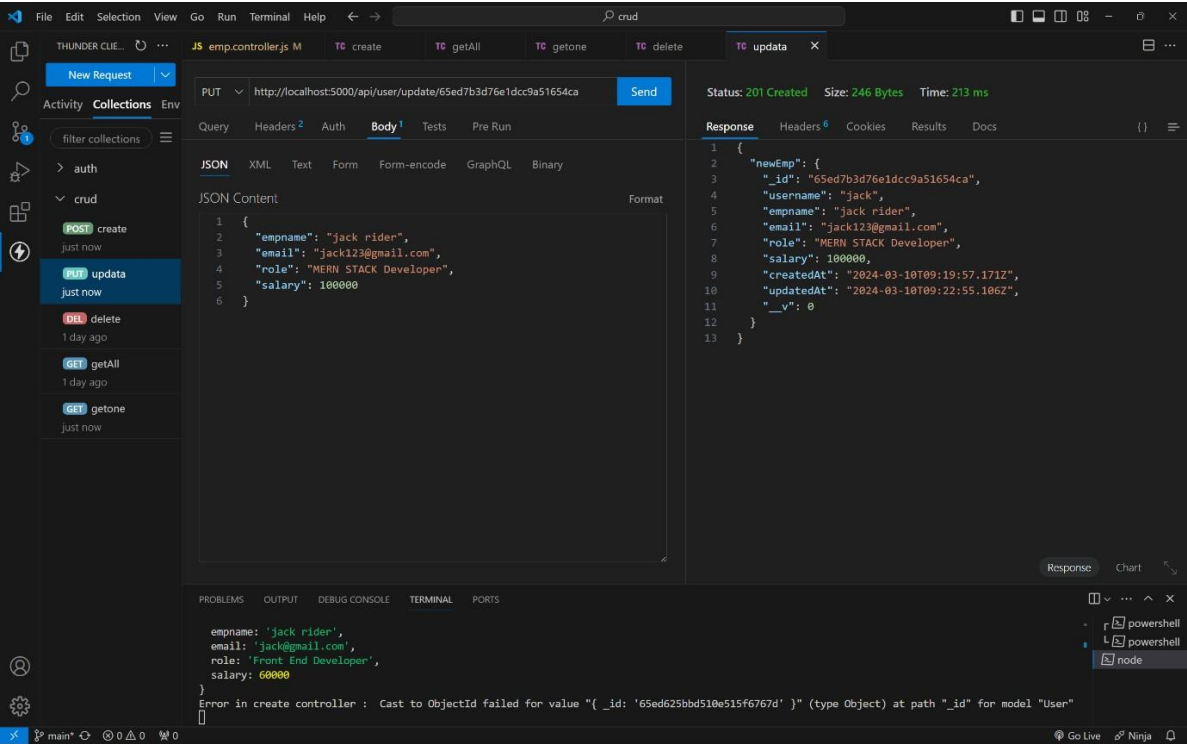 File Edit Selection View Go Run Terminal Help
crud
THUNDER CLIE...
JS emp.controller.js M
TC create
TC getAll
TC getone
TC delete
TC updata
New Request
Activity Collections Env
filter collections
auth
crud
POST create
just now
PUT updata
just now
DEL delete
1 day ago
GET getAll
1 day ago
GET getone
just now
1
PUT
http://localhost:5000/api/user/update/65ed7b3d76e1dcc9a51654ca
Send
Query Headers 2 Auth Body 1 Tests Pre Run
JSON XML Text Form Form-encode GraphQL Binary
JSON Content
Format
1 {
2 "empname": "jack rider",
3 "email": "jack123@gmail.com",
4 "role": "MERN STACK Developer",
5 "salary": 100000
6 }
Status: 201 Created Size: 246 Bytes Time: 213 ms
Response Headers 6 Cookies Results Docs
{}
1 {
2 "newEmp": {
3 "_id": "65ed7b3d76e1dcc9a51654ca",
4 "username": "jack",
5 "empname": "jack rider",
6 "email": "jack123@gmail.com",
7 "role": "MERN STACK Developer",
8 "salary": 100000,
9 "createdAt": "2024-03-10T09:19:57.171Z",
10 "updatedAt": "2024-03-10T09:22:55.106Z",
11 "__v": 0
12 }
13 }
Response Chart
PROBLEMS OUTPUT DEBUG CONSOLE TERMINAL PORTS
empname: 'jack rider',
email: 'jack@gmail.com',
role: 'Front End Developer',
salary: 60000
}
Error in create controller : Cast to ObjectId failed for value "{ _id: '65ed625bbd510e515f6767d' }" (type Object) at path "_id" for model "User"
powershell
powershell
node
main* 0 0 0
Go Live Ninja